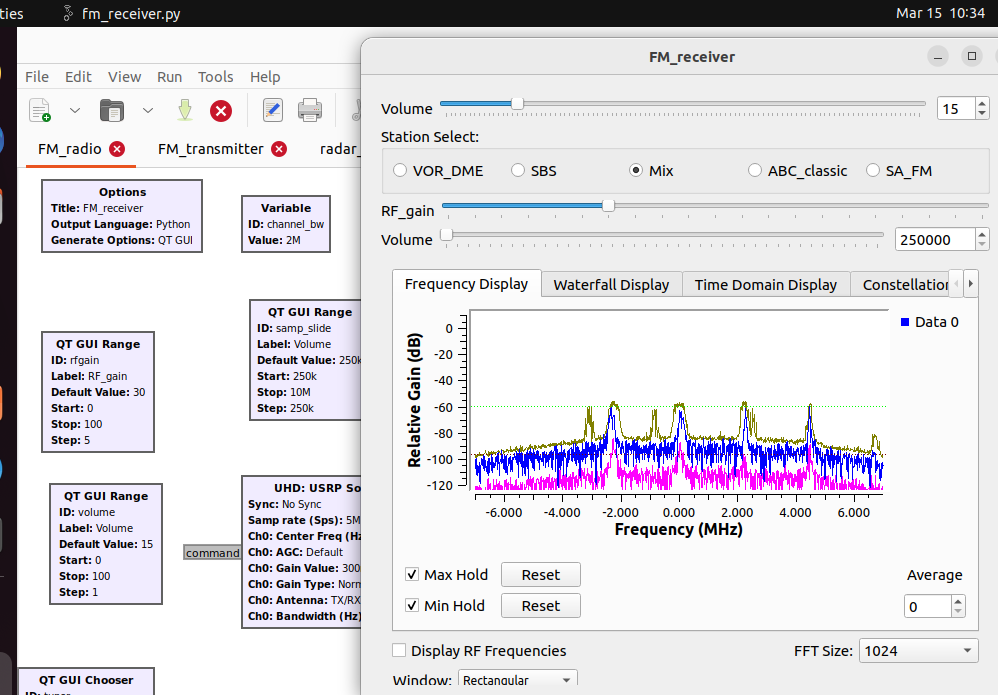 ties fm_receiver.py Mar 15 10:34
File Edit View Run Tools Help
FM_radio FM_transmitter radar_
Options
Title: FM_receiver
Output Language: Python
Generate Options: QT GUI
Variable
ID: channel_bw
Value: 2M
QT GUI Range
ID: samp_slide
Label: Volume
Default Value: 250k
Start: 250k
Stop: 10M
Step: 250k
QT GUI Range
ID: rfgain
Label: RF_gain
Default Value: 30
Start: 0
Stop: 100
Step: 5
QT GUI Range
ID: volume
Label: Volume
Default Value: 15
Start: 0
Stop: 100
Step: 1
command
UHD: USRP So
Sync: No Sync
Samp rate (Sps): 5M
Ch0: Center Freq (Hz
Ch0: AGC: Default
Ch0: Gain Value: 300
Ch0: Gain Type: Norm
Ch0: Antenna: TX/RX
Ch0: Bandwidth (Hz)
QT GUI Chooser
FM_receiver
Volume 15
Station Select:
VOR_DME SBS Mix ABC_classic SA_FM
RF_gain
Volume 250000
Frequency Display Waterfall Display Time Domain Display Constellation
Data 0
Relative Gain (dB)
0
-20
-40
-60
-80
-100
-120
-6.000 -4.000 -2.000 0.000 2.000 4.000 6.000
Frequency (MHz)
Max Hold Reset Average
Min Hold Reset 0
Display RF Frequencies FFT Size: 1024
Window: Rectangular